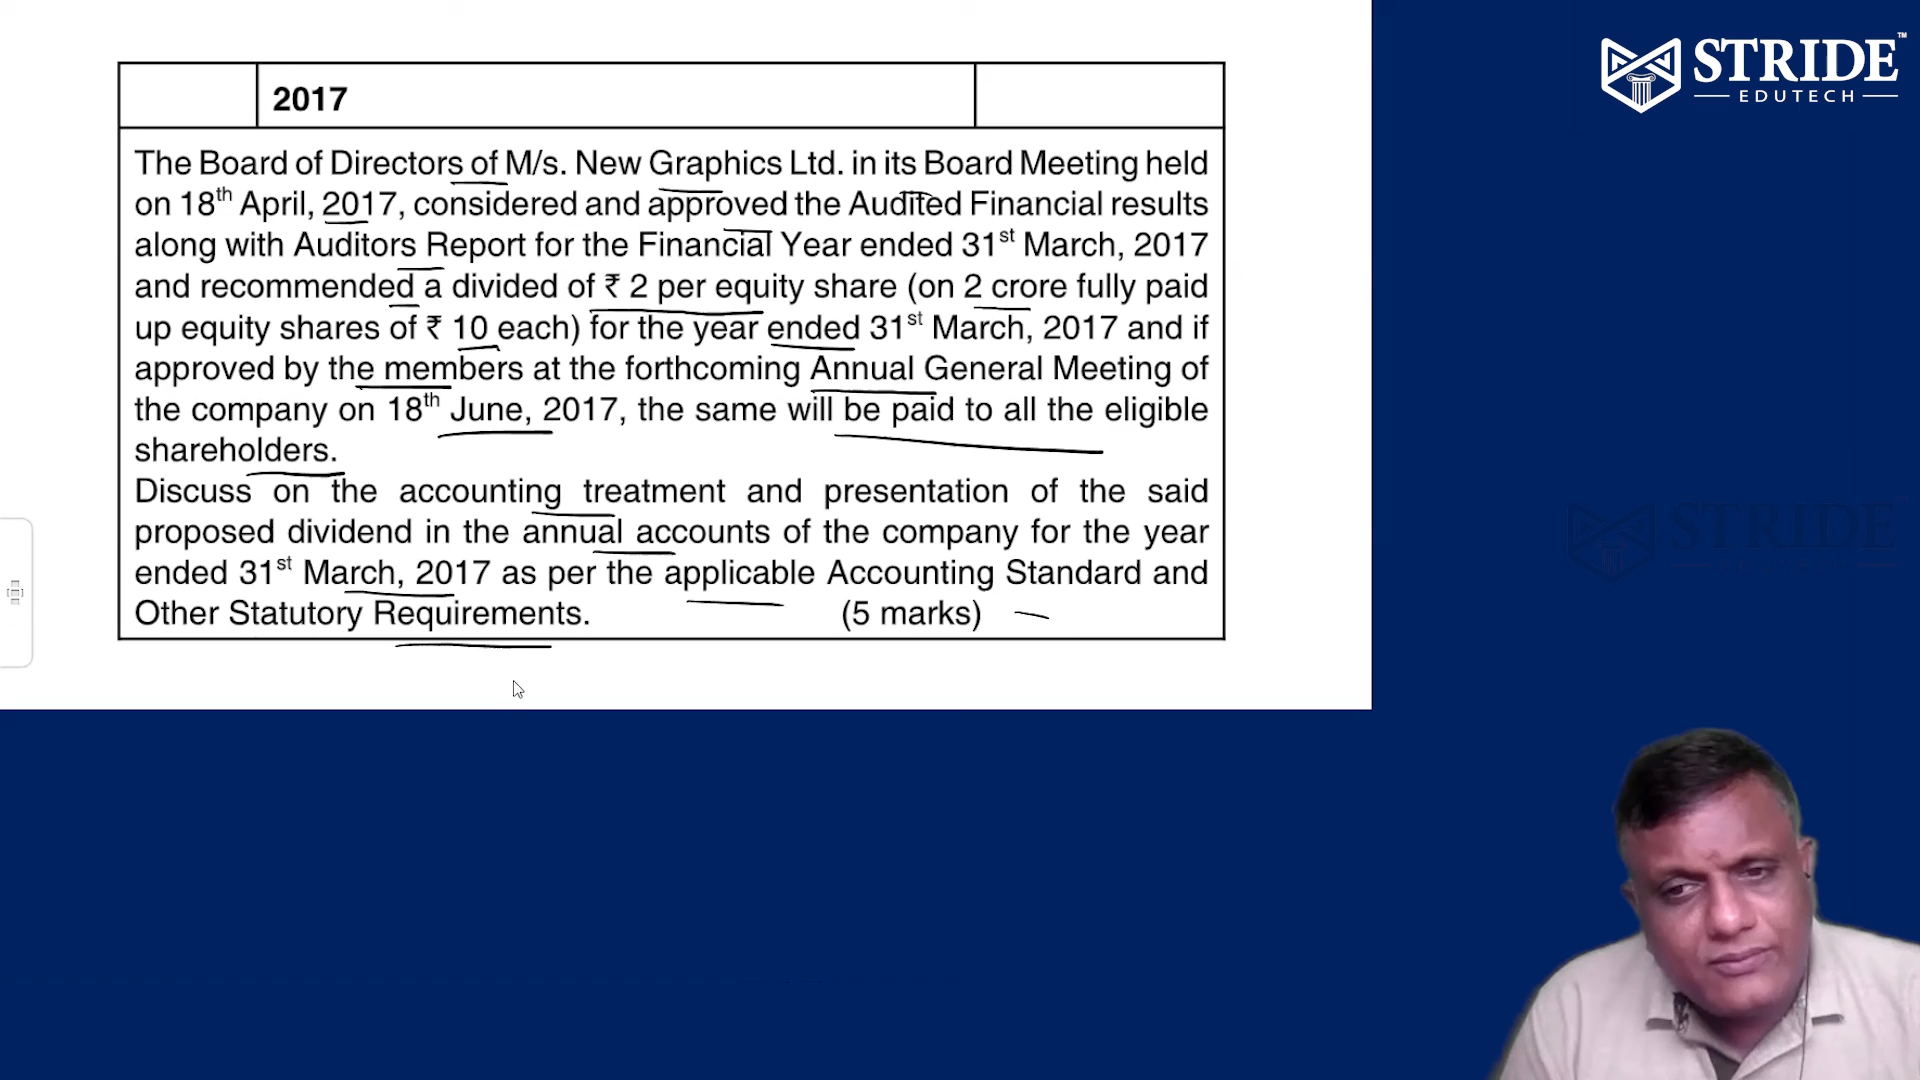 STRIDE™
EDUTECH
2017
The Board of Directors of M/s. New Graphics Ltd. in its Board Meeting held
on 18th April, 2017, considered and approved the Audited Financial results
along with Auditors Report for the Financial Year ended 31st March, 2017
and recommended a divided of ₹ 2 per equity share (on 2 crore fully paid
up equity shares of ₹ 10 each) for the year ended 31st March, 2017 and if
approved by the members at the forthcoming Annual General Meeting of
the company on 18th June, 2017, the same will be paid to all the eligible
shareholders.
Discuss on the accounting treatment and presentation of the said
proposed dividend in the annual accounts of the company for the year
ended 31st March, 2017 as per the applicable Accounting Standard and
Other Statutory Requirements. (5 marks)
STRIDE